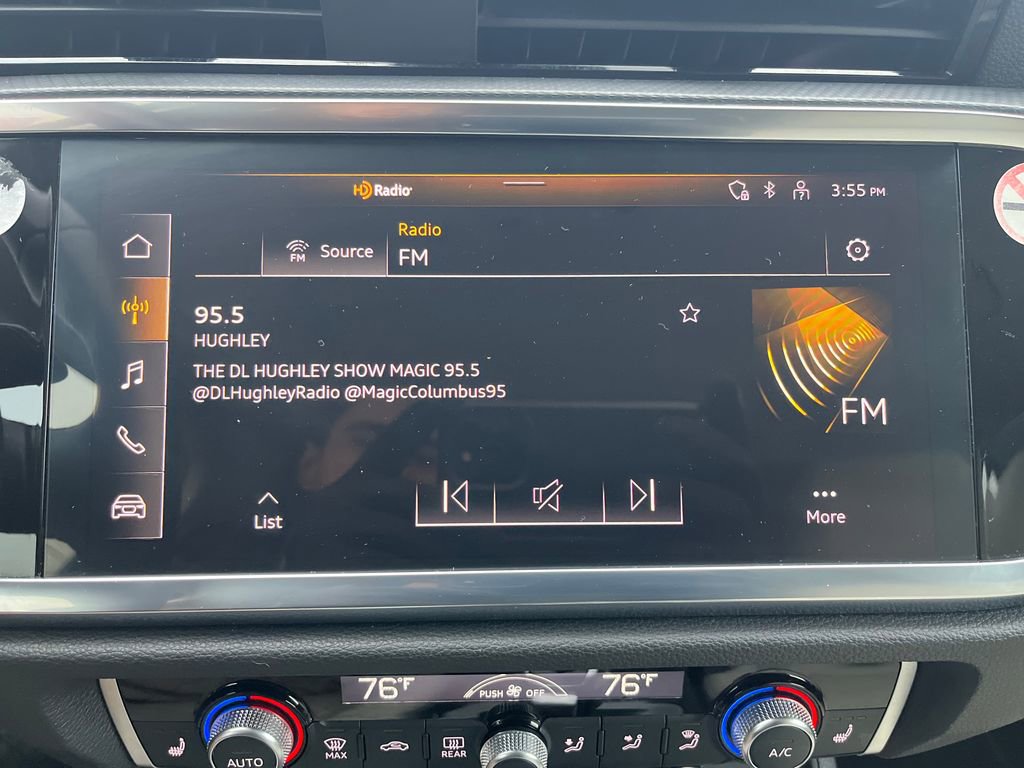 HD Radio
3:55 PM
Radio
FM Source
FM
95.5
HUGHLEY
THE DL HUGHLEY SHOW MAGIC 95.5
@DLHughleyRadio @MagicColumbus95
FM
List
More
76°F
PUSH OFF
76°F
AUTO
MAX
REAR
A/C